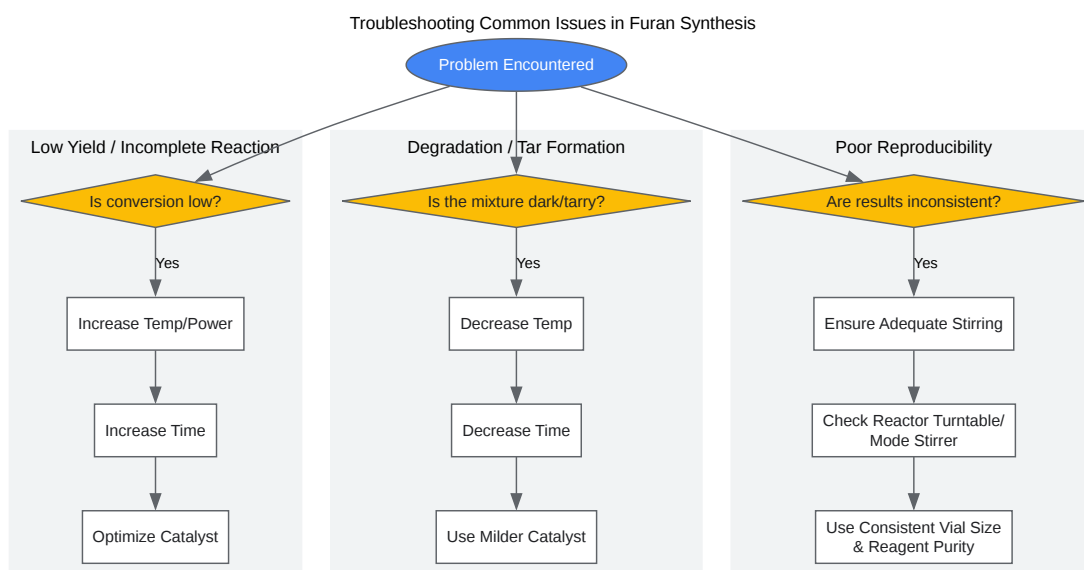 Troubleshooting Common Issues in Furan Synthesis
Problem Encountered
Low Yield / Incomplete Reaction
Is conversion low?
Yes
Increase Temp/Power
Increase Time
Optimize Catalyst
Degradation / Tar Formation
Is the mixture dark/tarry?
Yes
Decrease Temp
Decrease Time
Use Milder Catalyst
Poor Reproducibility
Are results inconsistent?
Yes
Ensure Adequate Stirring
Check Reactor Turntable/
Mode Stirrer
Use Consistent Vial Size
& Reagent Purity